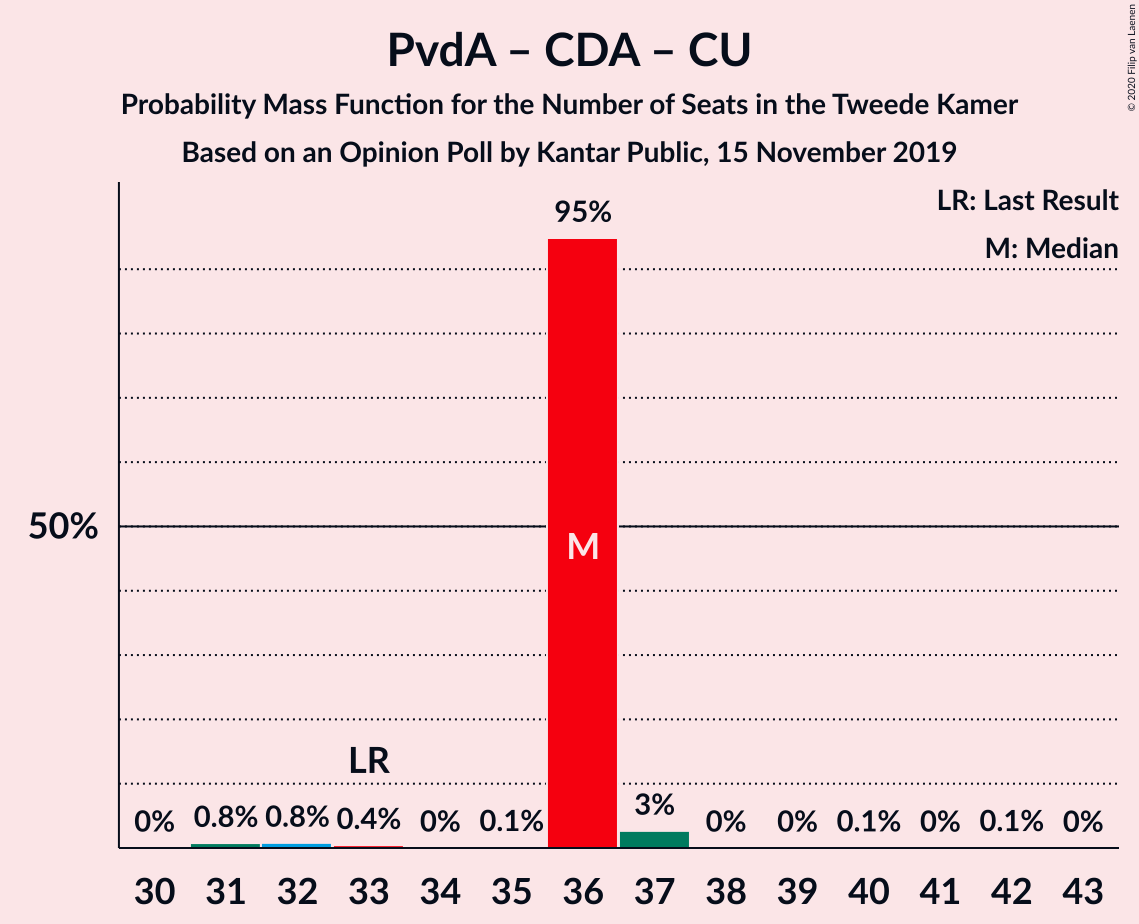 PvdA – CDA – CU
Probability Mass Function for the Number of Seats in the Tweede Kamer
Based on an Opinion Poll by Kantar Public, 15 November 2019
© 2020 Filip van Laenen
LR: Last Result
M: Median
95%
50%
M
LR
0% 0.8% 0.8% 0.4% 0% 0.1% 3% 0% 0% 0.1% 0% 0.1% 0%
30 31 32 33 34 35 36 37 38 39 40 41 42 43